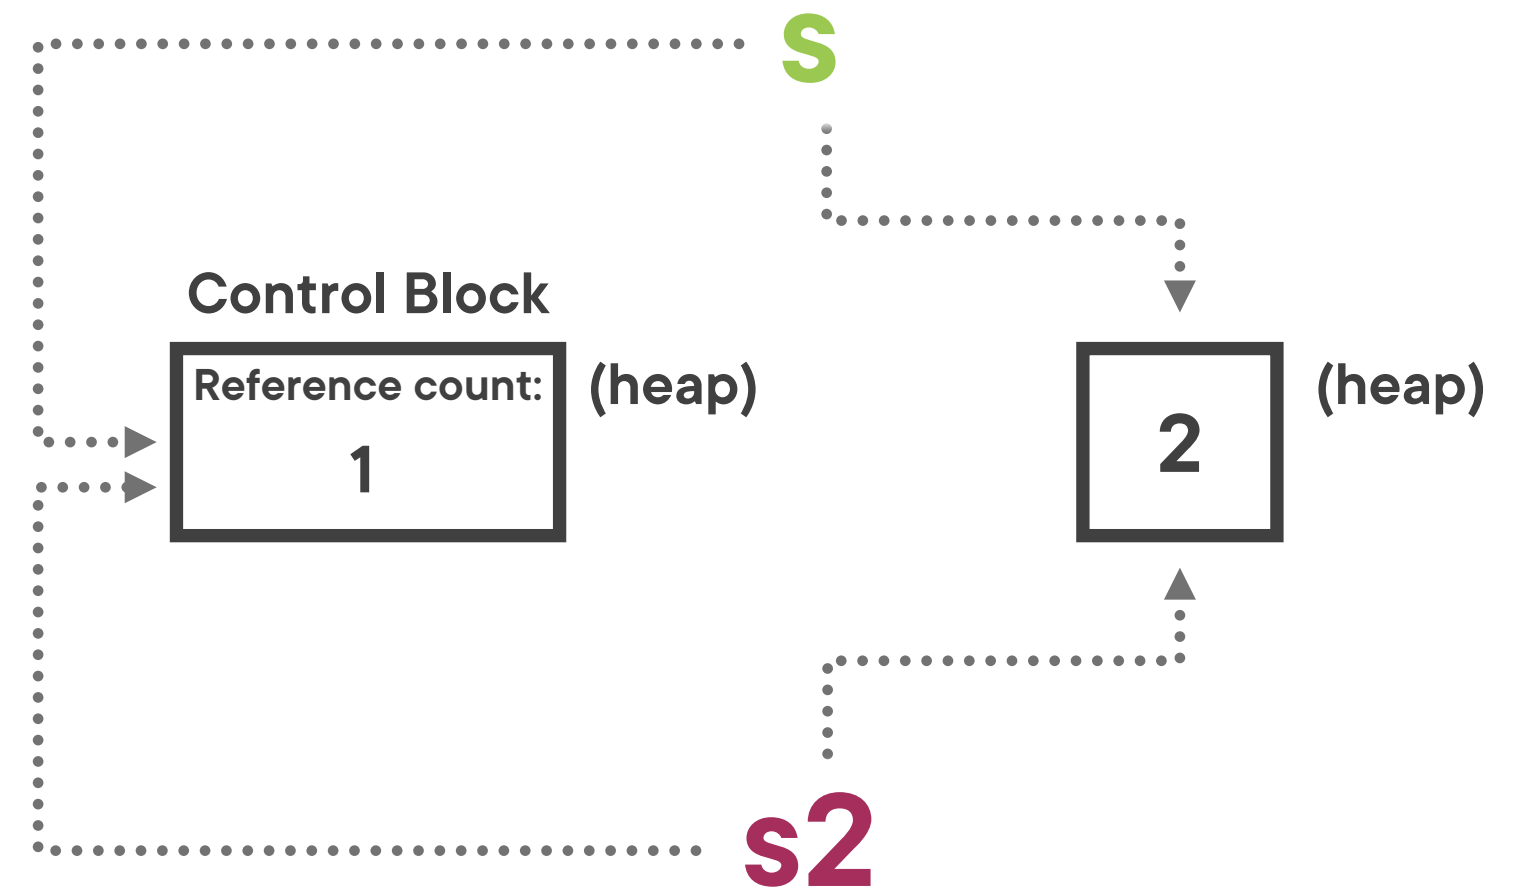 s
Control Block
Reference count:
(heap)
1
2
(heap)
s2